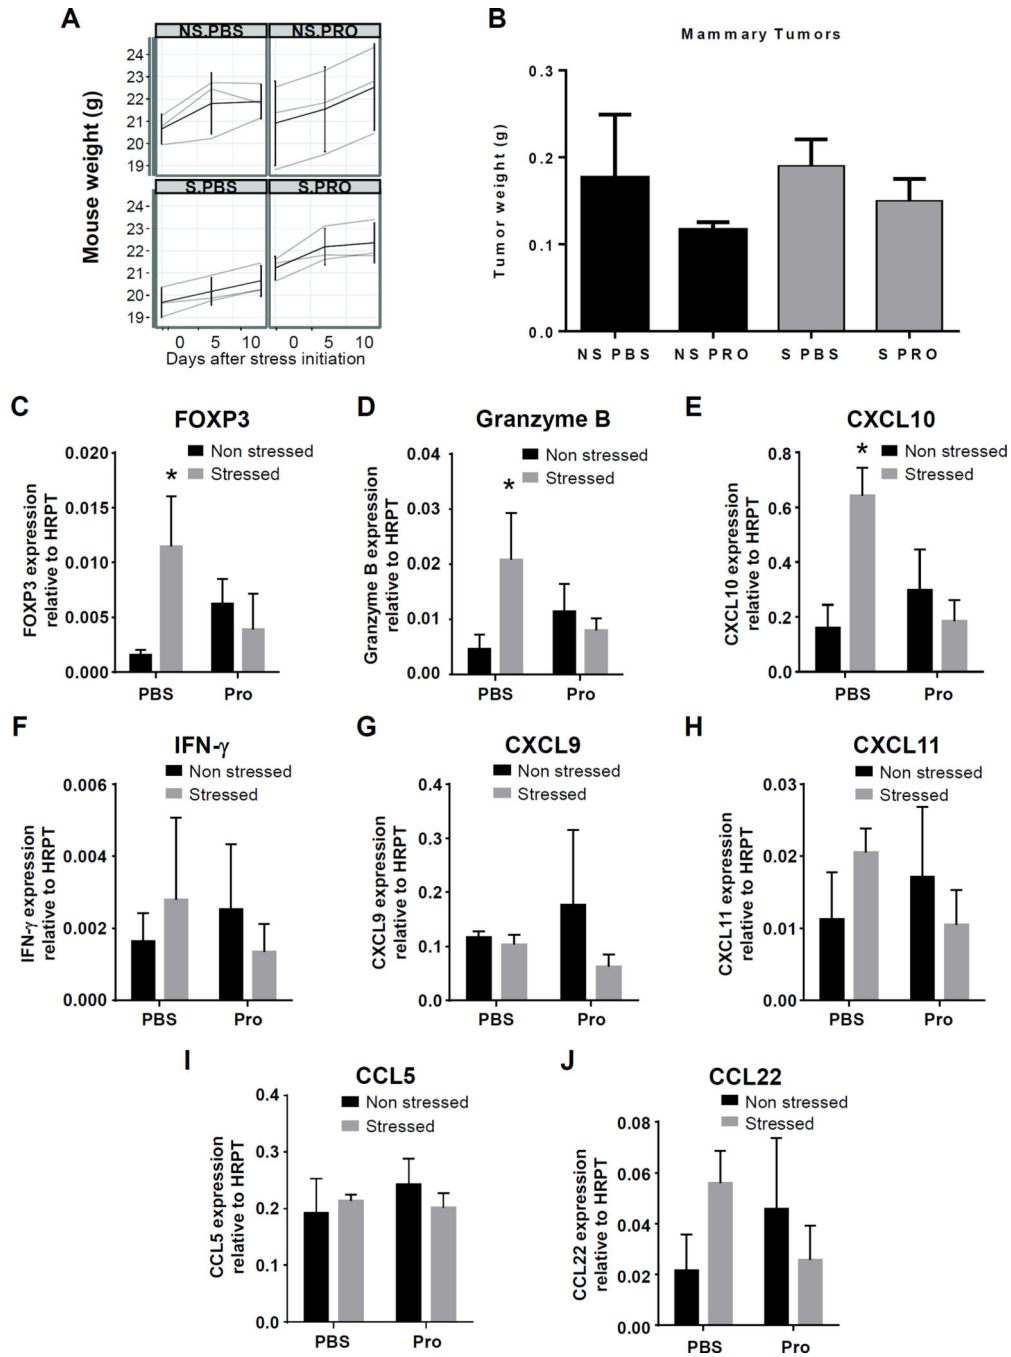 A
NS.PBS
NS.PRO
24
23
22
21
20
19
S.PBS
S.PRO
24
23
22
21
20
19
Mouse weight (g)
0 5 10 0 5 10
Days after stress initiation
B
Mammary Tumors
Tumor weight (g)
0.3
0.2
0.1
0.0
NS PBS
NS PRO
S PBS
S PRO
C
FOXP3
Non stressed
Stressed
FOXP3 expression
relative to HRPT
0.020
0.015
0.010
0.005
0.000
*
PBS
Pro
D
Granzyme B
Non stressed
Stressed
Granzyme B expression
relative to HRPT
0.04
0.03
0.02
0.01
0.00
*
PBS
Pro
E
CXCL10
Non stressed
Stressed
CXCL10 expression
relative to HRPT
0.8
0.6
0.4
0.2
0.0
*
PBS
Pro
F
IFN-γ
Non stressed
Stressed
IFN-γ expression
relative to HRPT
0.006
0.004
0.002
0.000
PBS
Pro
G
CXCL9
Non stressed
Stressed
CXCL9 expression
relative to HRPT
0.4
0.3
0.2
0.1
0.0
PBS
Pro
H
CXCL11
Non stressed
Stressed
CXCL11 expression
relative to HRPT
0.03
0.02
0.01
0.00
PBS
Pro
I
CCL5
Non stressed
Stressed
CCL5 expression
relative to HRPT
0.4
0.3
0.2
0.1
0.0
PBS
Pro
J
CCL22
Non stressed
Stressed
CCL22 expression
relative to HRPT
0.08
0.06
0.04
0.02
0.00
PBS
Pro